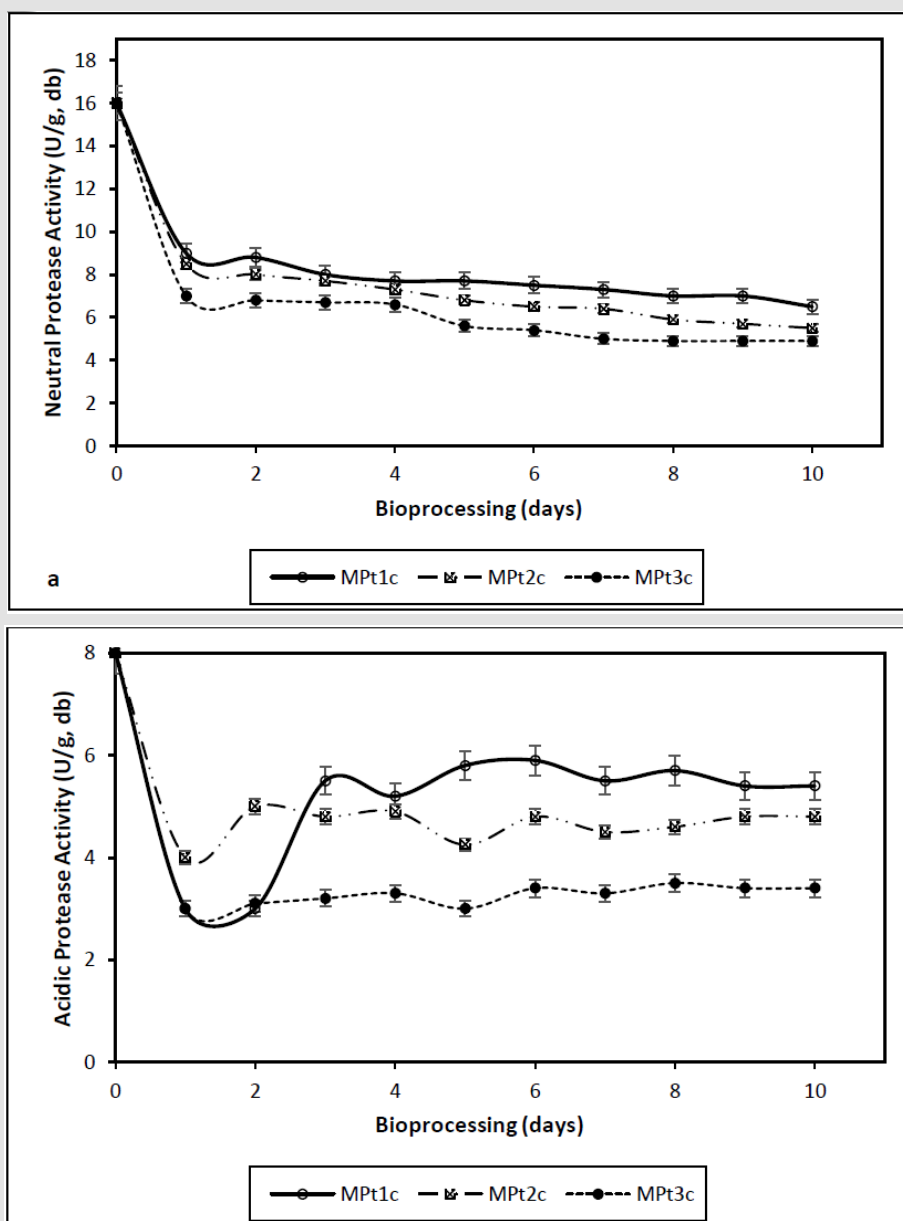 Neutral Protease Activity (U/g, db)
18
16
14
12
10
8
6
4
2
0
0 2 4 6 8 10
Bioprocessing (days)
a
MPt1c MPt2c MPt3c
Acidic Protease Activity (U/g, db)
8
6
4
2
0
0 2 4 6 8 10
Bioprocessing (days)
MPt1c MPt2c MPt3c